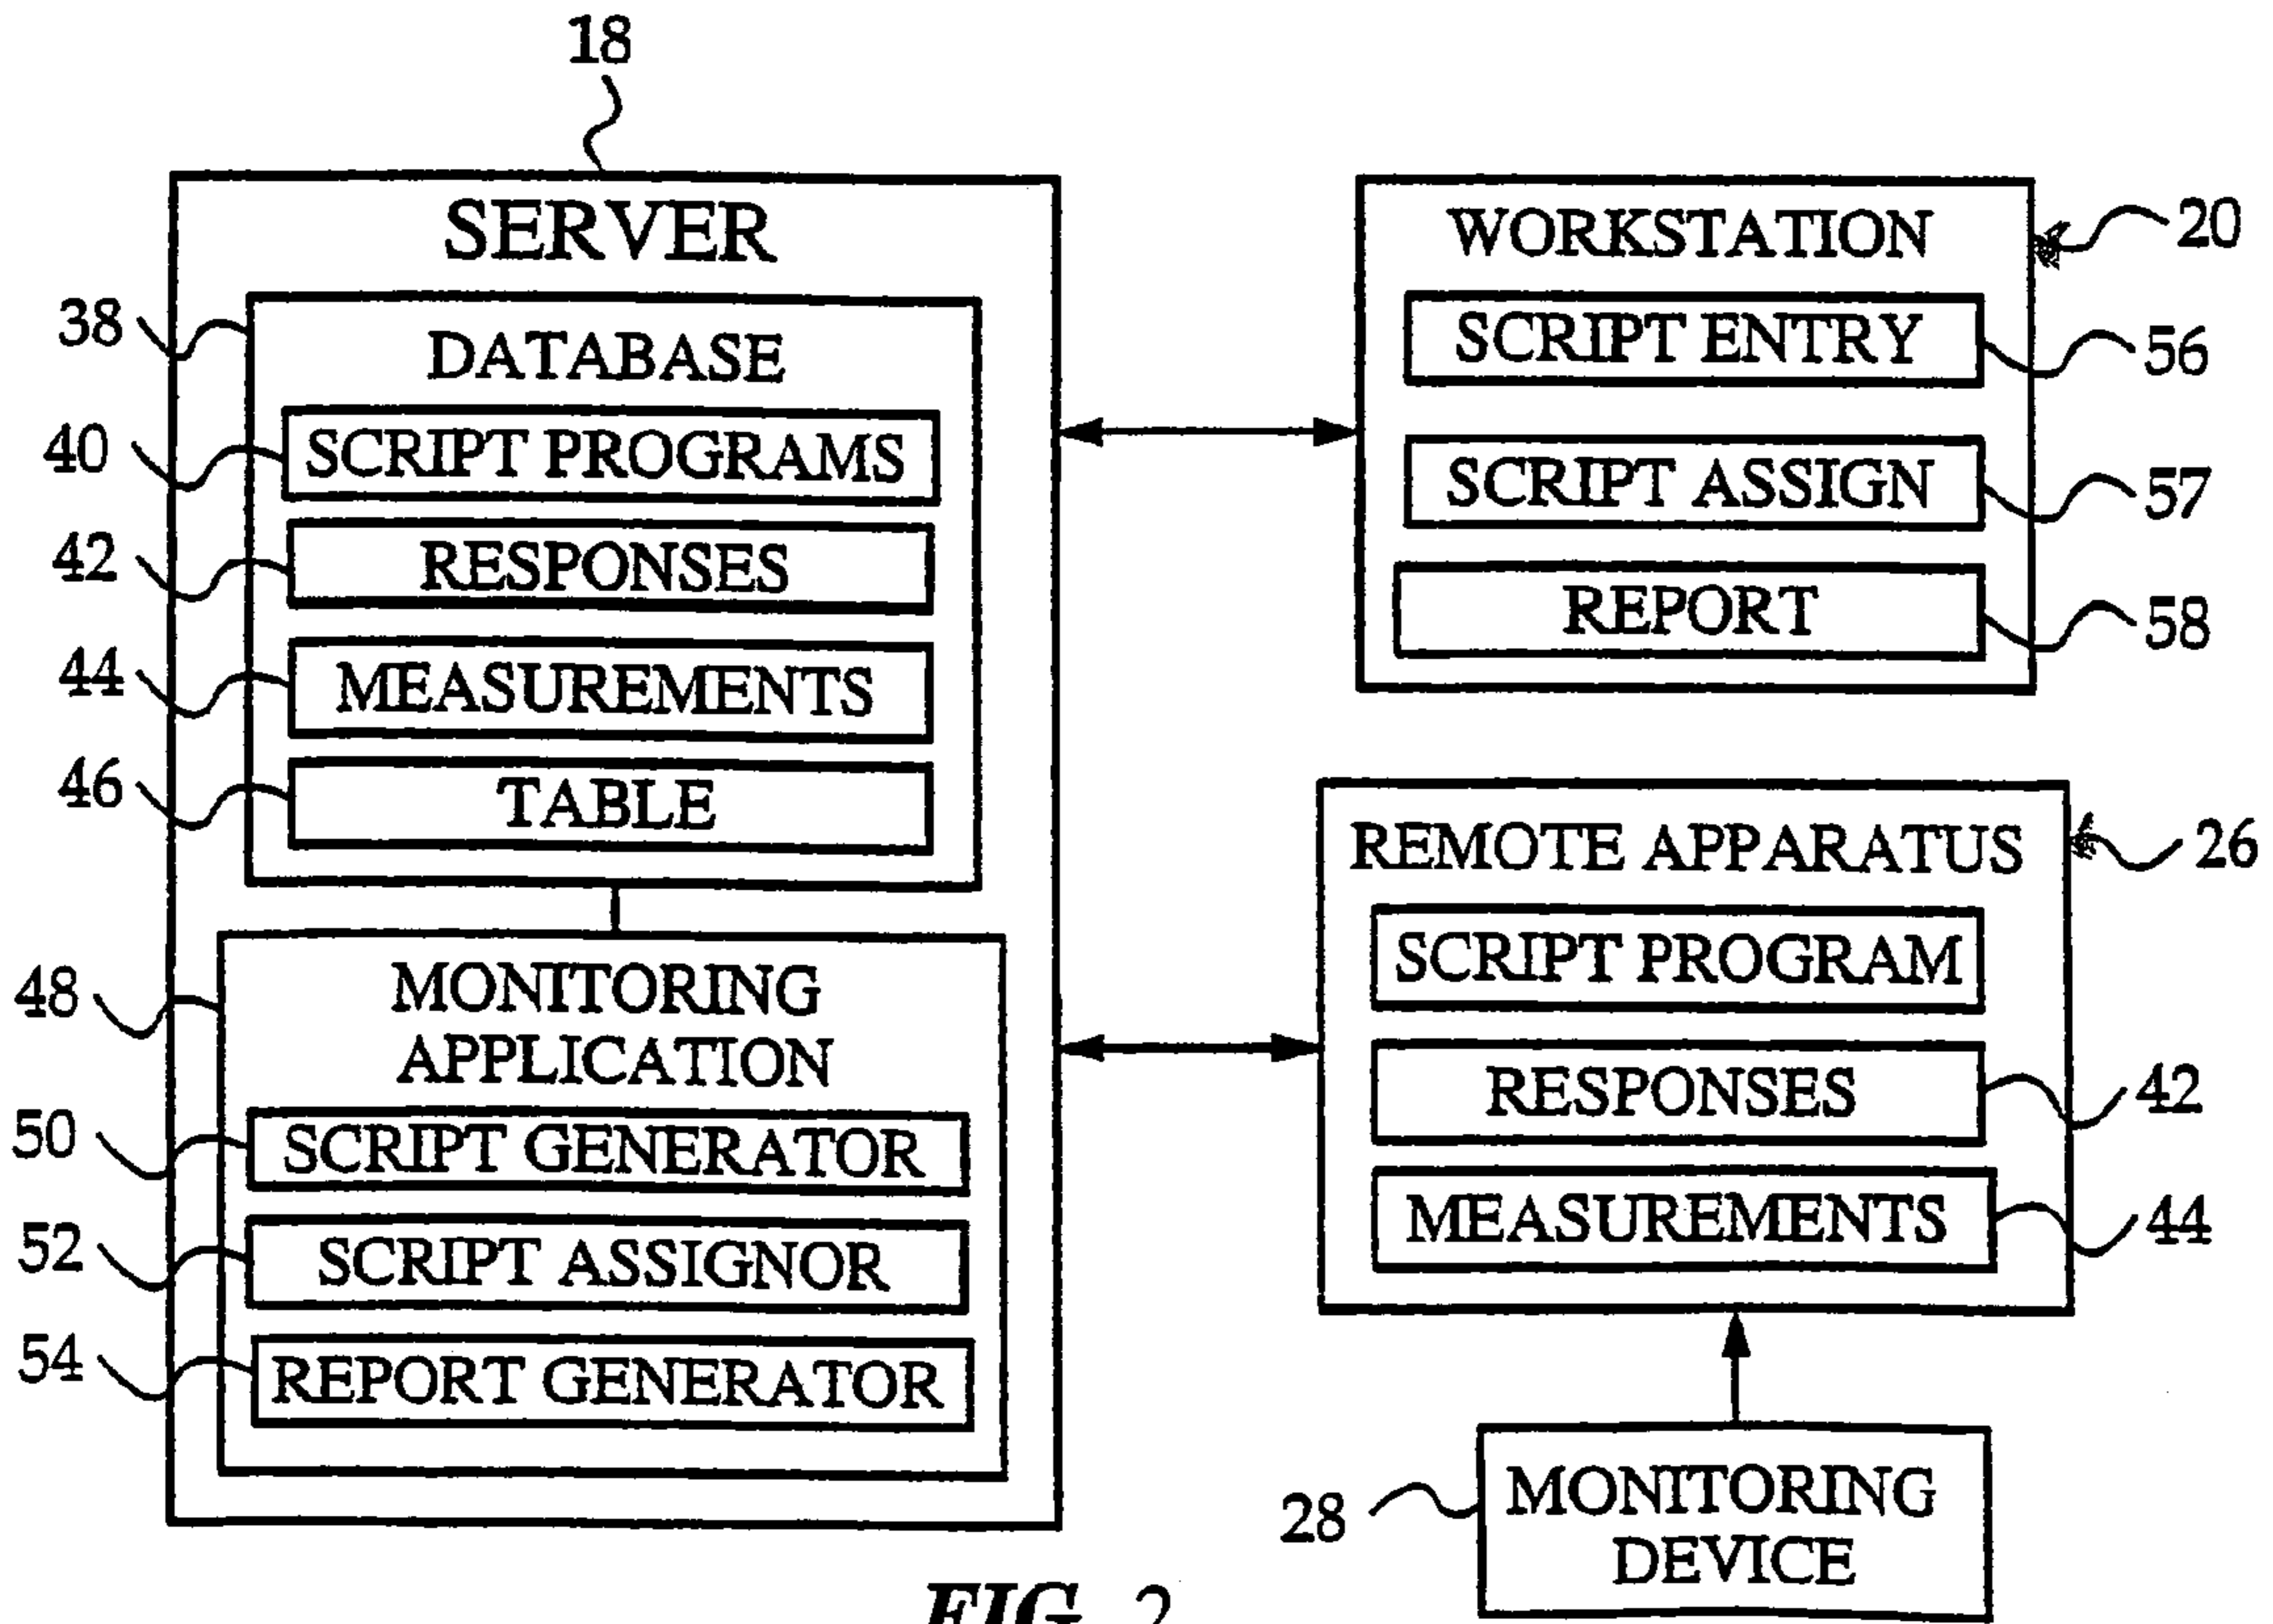 18
SERVER
38
DATABASE
40
SCRIPT PROGRAMS
42
RESPONSES
44
MEASUREMENTS
46
TABLE
48
MONITORING
APPLICATION
50
SCRIPT GENERATOR
52
SCRIPT ASSIGNOR
54
REPORT GENERATOR
WORKSTATION
20
SCRIPT ENTRY
56
SCRIPT ASSIGN
57
REPORT
58
REMOTE APPARATUS
26
SCRIPT PROGRAM
RESPONSES
42
MEASUREMENTS
44
28
MONITORING
DEVICE
FIG. 2